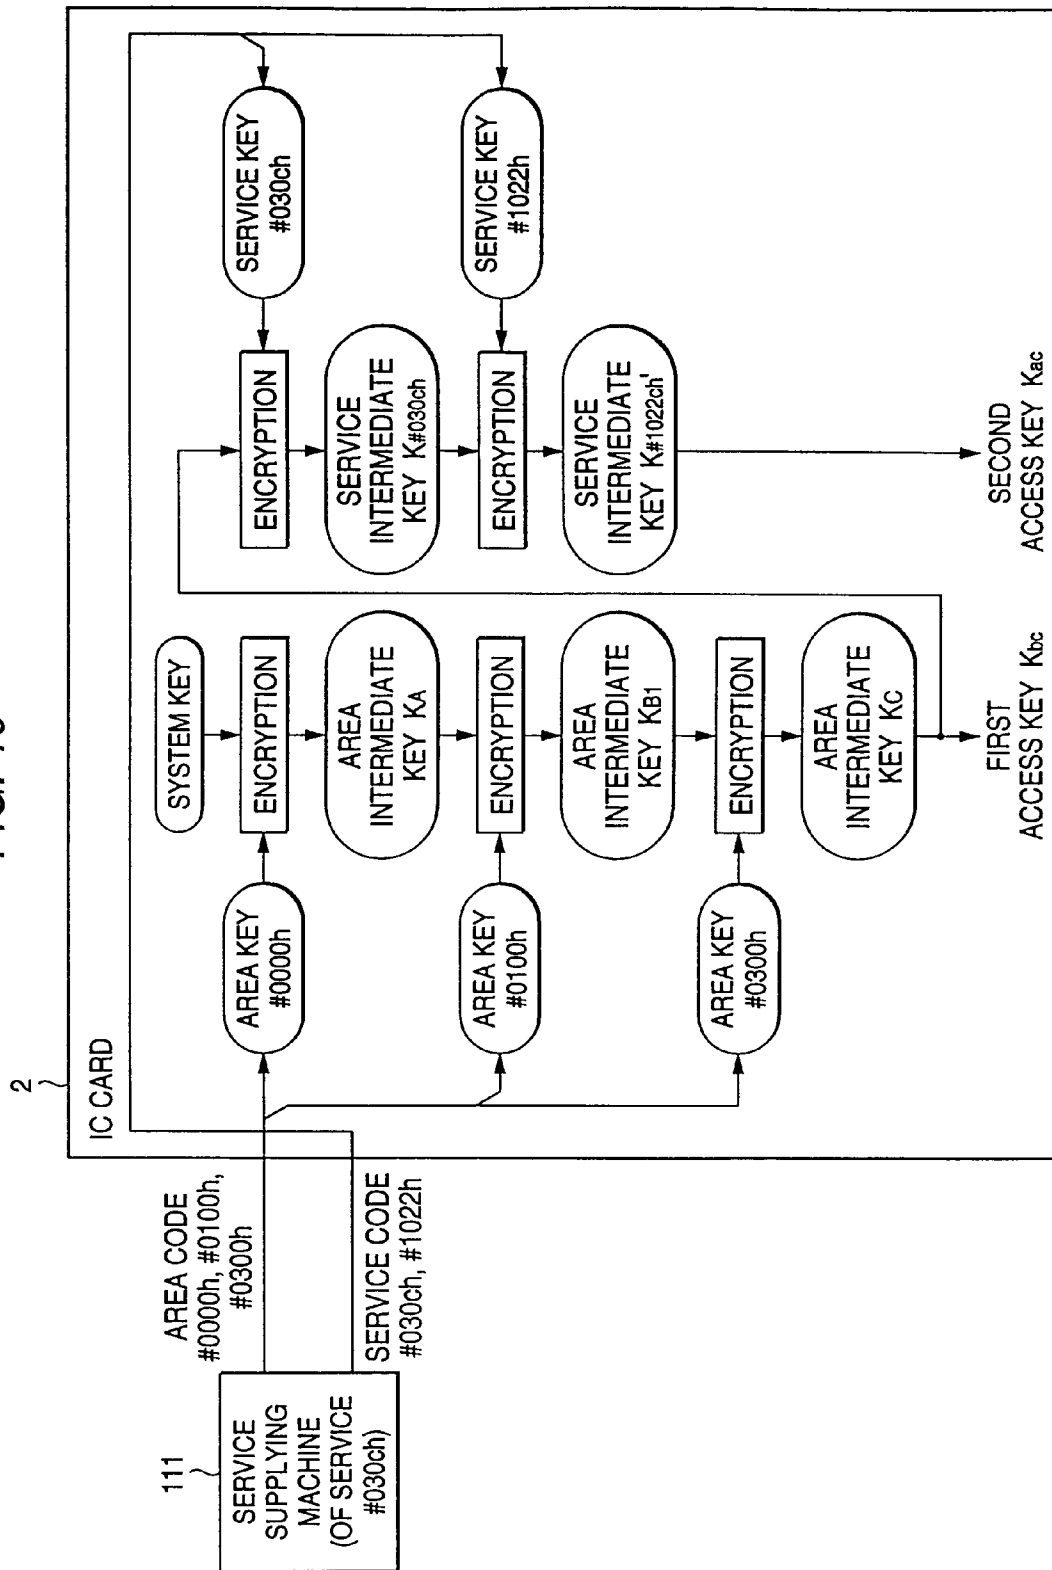 2
IC CARD
111
SERVICE
SUPPLYING
MACHINE
(OF SERVICE
#030ch)
AREA CODE
#0000h, #0100h,
#0300h
SERVICE CODE
#030ch, #1022h
AREA KEY
#0000h
AREA KEY
#0100h
AREA KEY
#0300h
SYSTEM KEY
ENCRYPTION
AREA
INTERMEDIATE
KEY KA
ENCRYPTION
AREA
INTERMEDIATE
KEY KB1
ENCRYPTION
AREA
INTERMEDIATE
KEY KC
FIRST
ACCESS KEY Kbc
SERVICE KEY
#030ch
ENCRYPTION
SERVICE
INTERMEDIATE
KEY K#030ch
SERVICE KEY
#1022h
ENCRYPTION
SERVICE
INTERMEDIATE
KEY K#1022ch'
SECOND
ACCESS KEY Kac